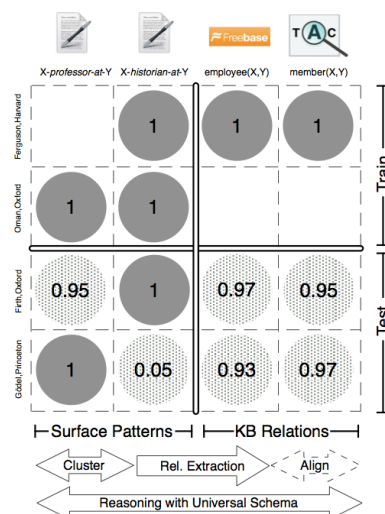 Freebase
T A C
X-professor-at-Y X-historian-at-Y employee(X,Y) member(X,Y)
Ferguson,Harvard
1 1 1
Train
Oman,Oxford
1 1
Firth,Oxford
0.95 1 0.97 0.95
Test
Gödel,Princeton
1 0.05 0.93 0.97
Surface Patterns KB Relations
Cluster Rel. Extraction Align
Reasoning with Universal Schema